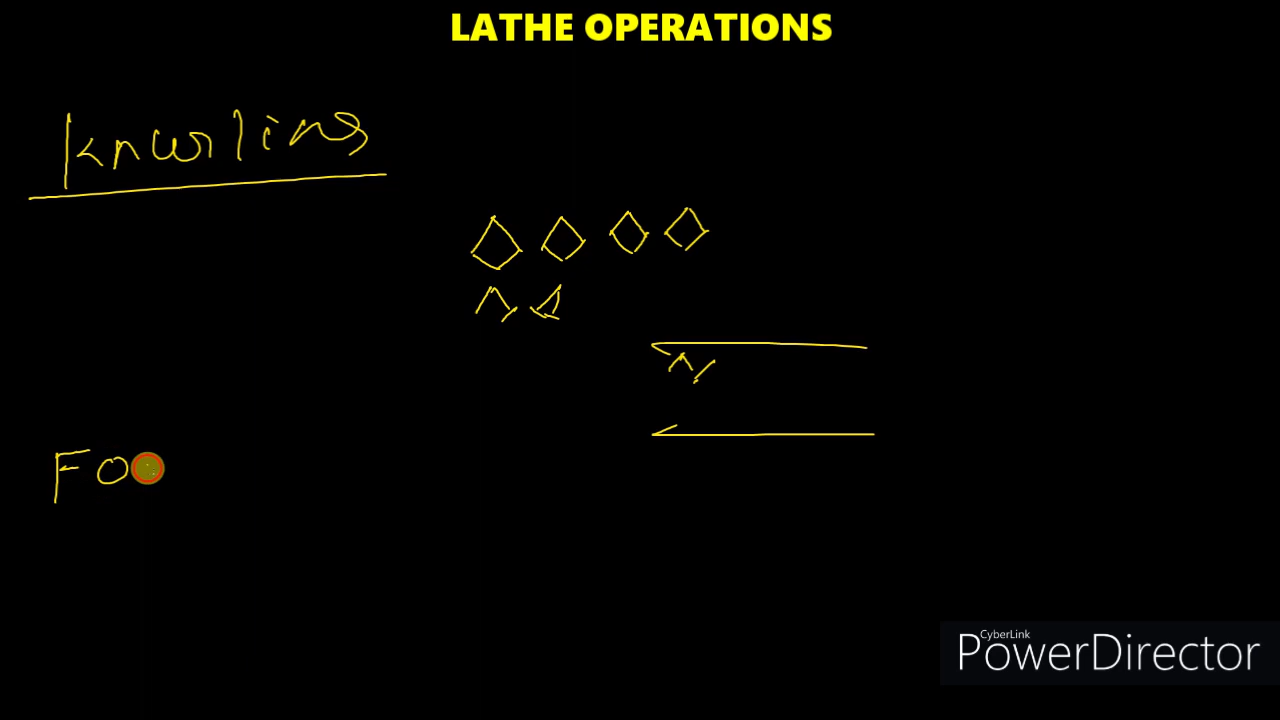 LATHE OPERATIONS
knurling
FO
CyberLink
PowerDirector